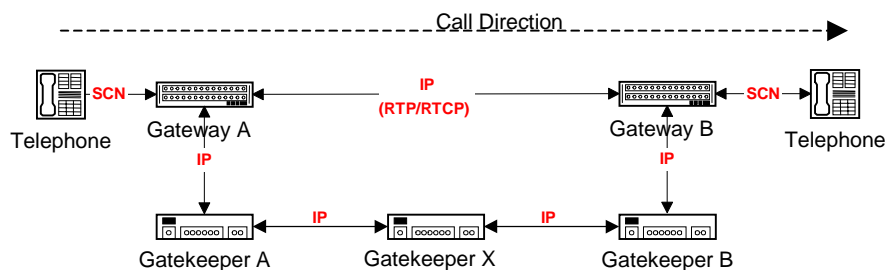 Call Direction
SCN
IP
(RTP/RTCP)
SCN
Telephone
Gateway A
Gateway B
Telephone
IP
IP
IP
IP
Gatekeeper A
Gatekeeper X
Gatekeeper B